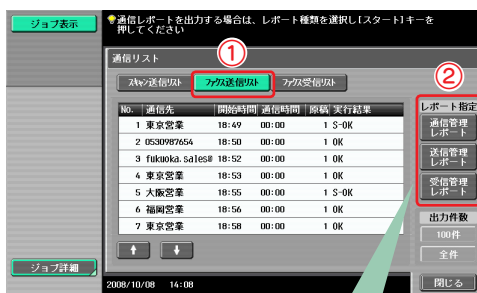 ジョブ表示
通信レポートを出力する場合は、レポート種類を選択し[スタート]キーを
押してください
通信リスト
①
スキャン送信リスト ファクス送信リスト ファクス受信リスト
②
No. 通信先 開始時間 通信時間 原稿 実行結果
1 東京営業 18:49 00:00 1 S-OK
2 0530987654 18:50 00:00 1 OK
3 fukuoka.sales@ 18:52 00:00 1 OK
4 東京営業 18:53 00:00 1 OK
5 大阪営業 18:55 00:00 1 S-OK
6 福岡営業 18:56 00:00 1 OK
7 東京営業 18:58 00:00 1 OK
レポート指定
通信管理
レポート
送信管理
レポート
受信管理
レポート
出力件数
100件
全件
ジョブ詳細
2008/10/08 14:08
閉じる